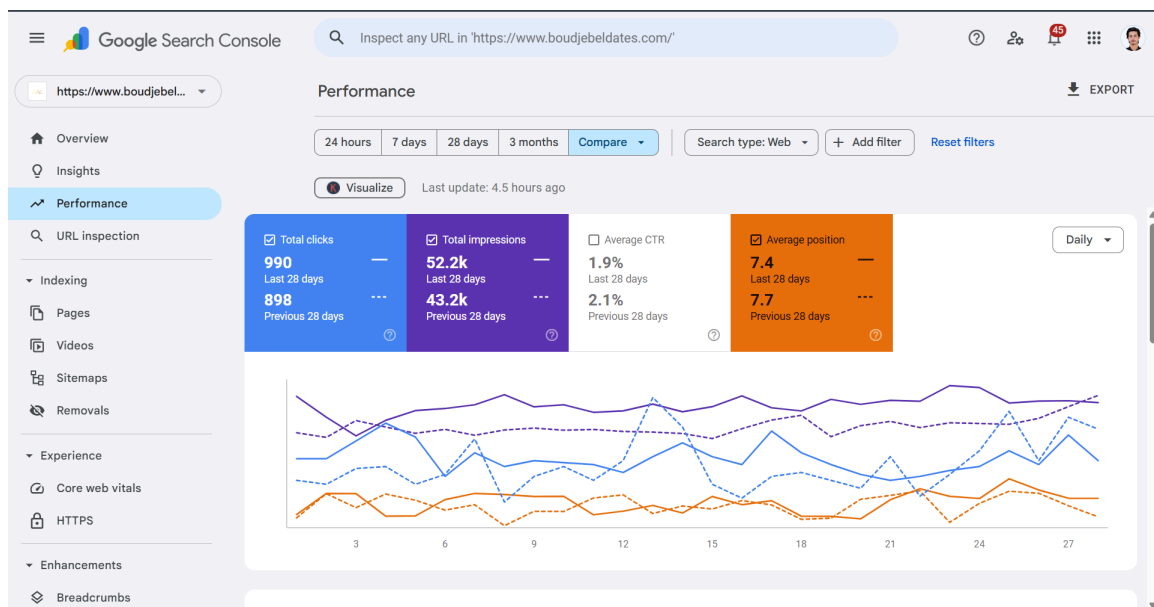 Google Search Console
Inspect any URL in 'https://www.boudjebeldates.com/'
45
https://www.boudjebel...
Performance
EXPORT
24 hours 7 days 28 days 3 months Compare
Search type: Web
Add filter
Reset filters
Visualize
Last update: 4.5 hours ago
Overview
Insights
Performance
URL inspection
Indexing
Pages
Videos
Sitemaps
Removals
Experience
Core web vitals
HTTPS
Enhancements
Breadcrumbs
Total clicks
990
Last 28 days
898
Previous 28 days
Total impressions
52.2k
Last 28 days
43.2k
Previous 28 days
Average CTR
1.9%
Last 28 days
2.1%
Previous 28 days
Average position
7.4
Last 28 days
7.7
Previous 28 days
Daily
3 6 9 12 15 18 21 24 27